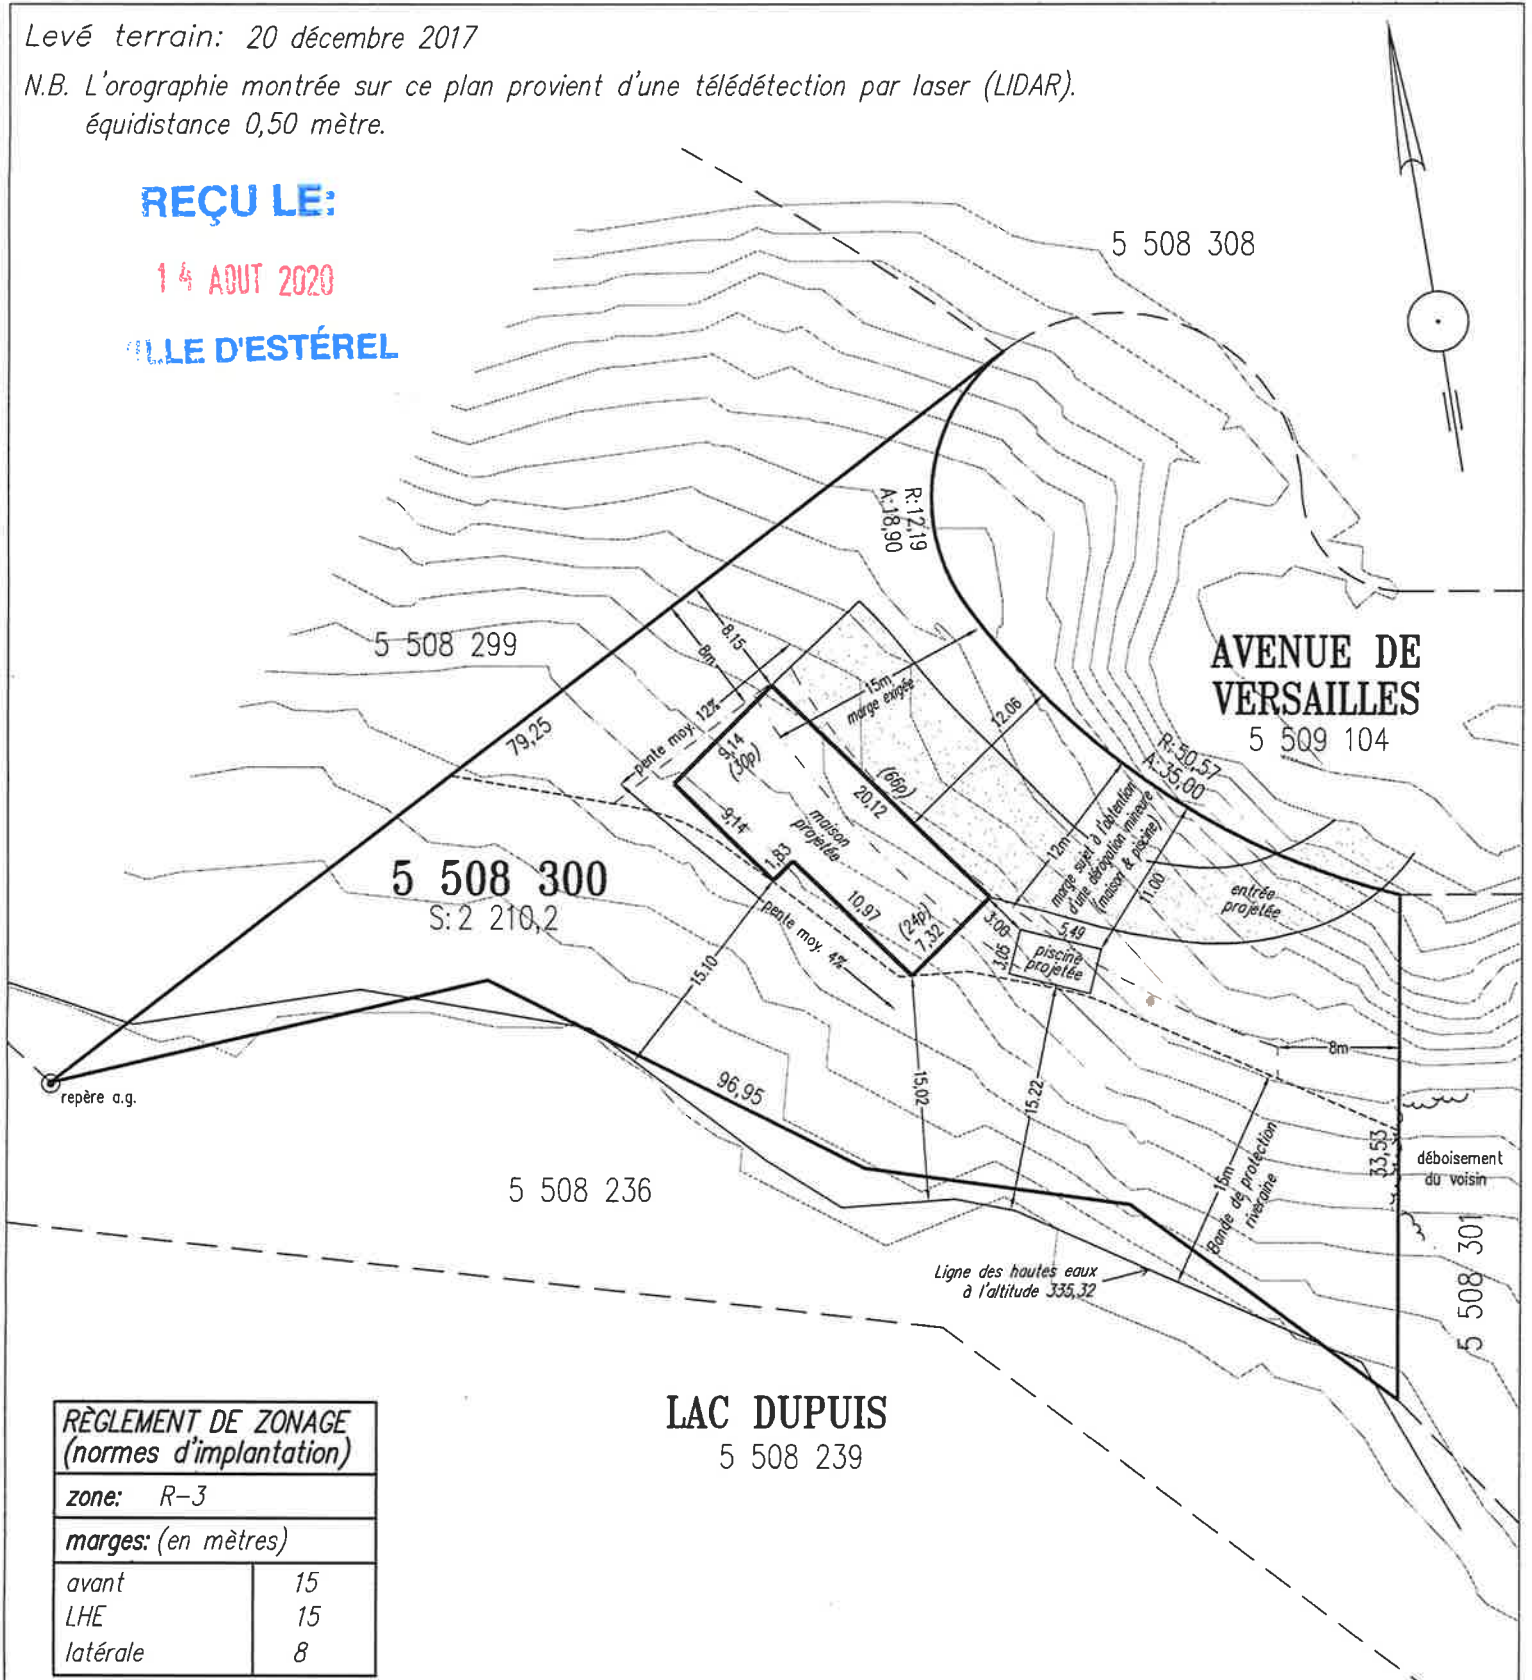 Levé terrain: 20 décembre 2017
N.B. L'orographie montrée sur ce plan provient d'une télédétection par laser (LIDAR).
équidistance 0,50 mètre.
REÇU LE:
14 AOUT 2020
LLE D'ESTÉREL
5 508 308
R:12,19
A:18,90
5 508 299
8.15
8m
15m
marge exigée
12.06
AVENUE DE
VERSAILLES
5 509 104
R:50,57
A:35,00
79,25
pente moy. 12%
9,14
(30p)
(66p)
20,12
maison
projetée
9,14
1,83
10,97
(24p)
7,32
12m
marge sujet à l'obtention
d'une dérogation mineure
(maison & piscine)
11.00
entrée
projetée
5 508 300
S: 2 210,2
pente moy. 4%
3.00
5,49
3,05
piscine
projetée
15.10
15,02
15.22
8m
96,95
repère a.g.
33,53
déboisement
du voisin
15m
Bande de protection
riveraine
5 508 236
Ligne des hautes eaux
à l'altitude 335,32
5 508 301
LAC DUPUIS
5 508 239
RÈGLEMENT DE ZONAGE
(normes d'implantation)
zone: R-3
marges: (en mètres)
avant 15
LHE 15
latérale 8